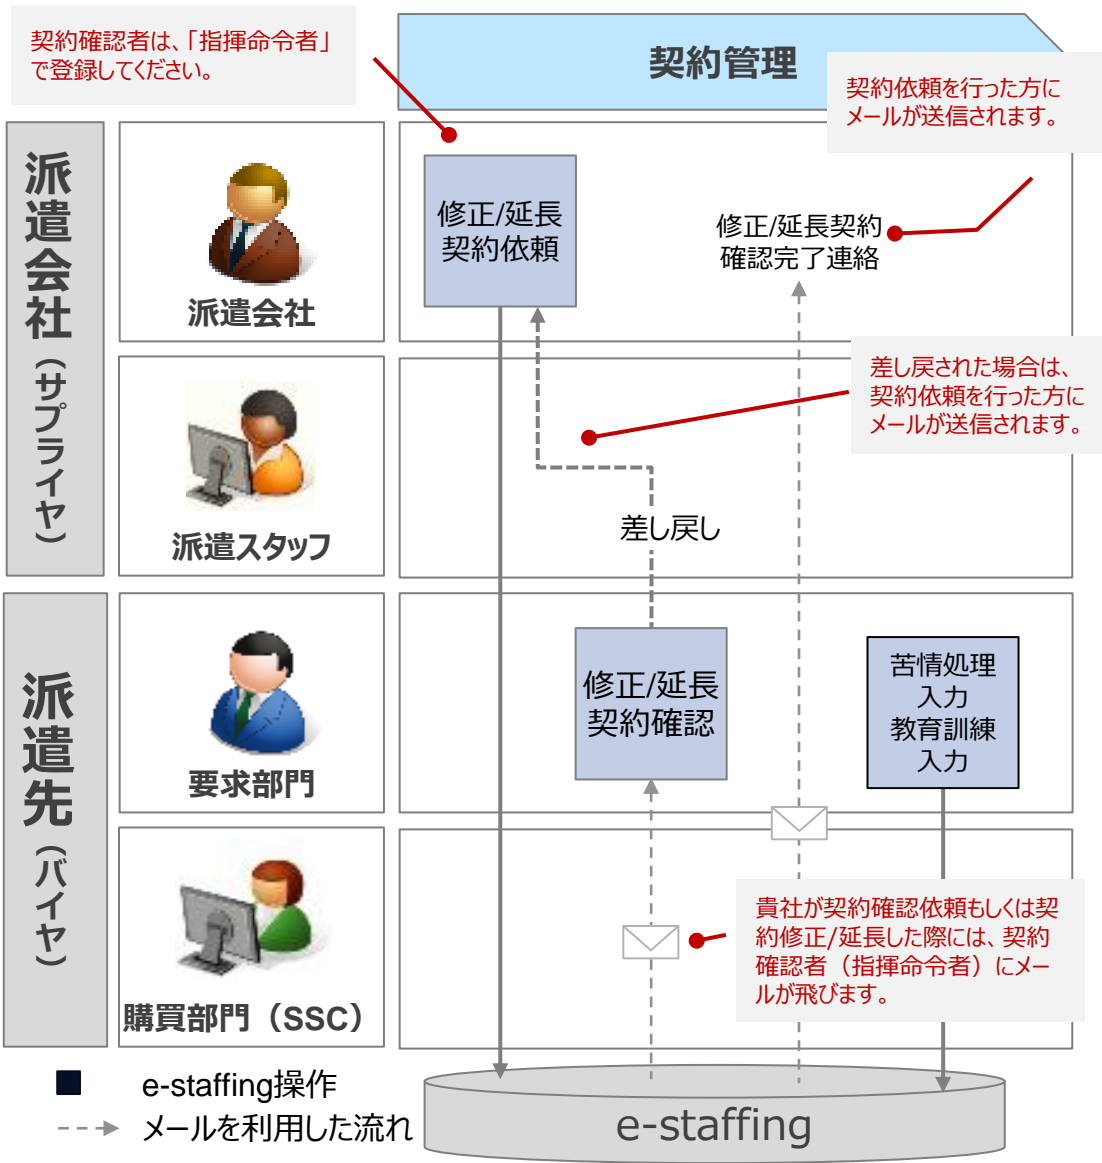 契約確認者は、「指揮命令者」
で登録してください。
契約管理
契約依頼を行った方に
メールが送信されます。
派遣会社（サプライヤ）
派遣会社
修正/延長
契約依頼
修正/延長契約
確認完了連絡
差し戻された場合は、
契約依頼を行った方に
メールが送信されます。
派遣スタッフ
差し戻し
派遣先（バイヤ）
要求部門
修正/延長
契約確認
苦情処理
入力
教育訓練
入力
購買部門（SSC）
貴社が契約確認依頼もしくは契
約修正/延長した際には、契約
確認者（指揮命令者）にメー
ルが飛びます。
e-staffing操作
メールを利用した流れ
e-staffing